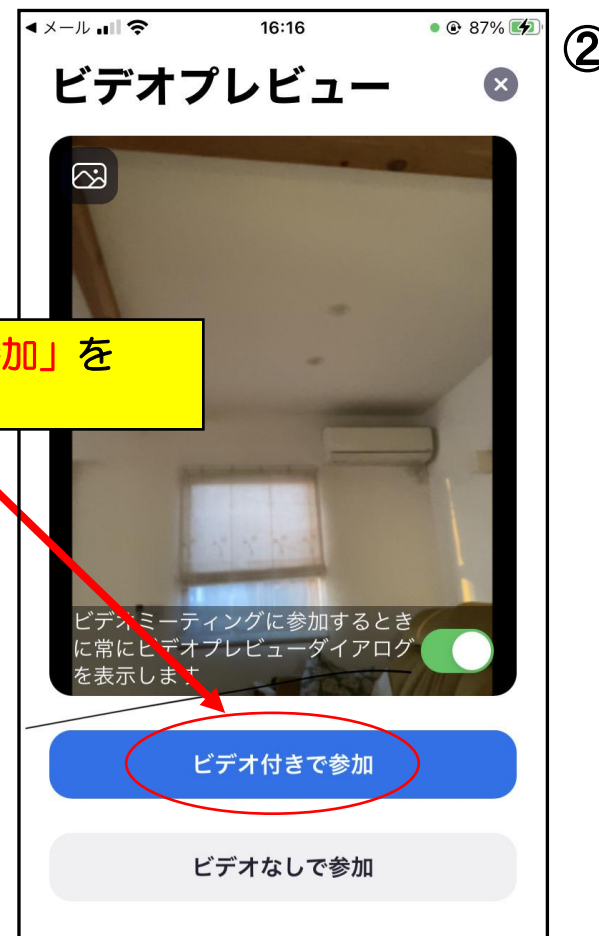 メール
16:16
87%
②
ビデオプレビュー
加」を
ビデオミーティングに参加するとき
に常にビデオプレビューダイアログ
を表示します
ビデオ付きで参加
ビデオなしで参加